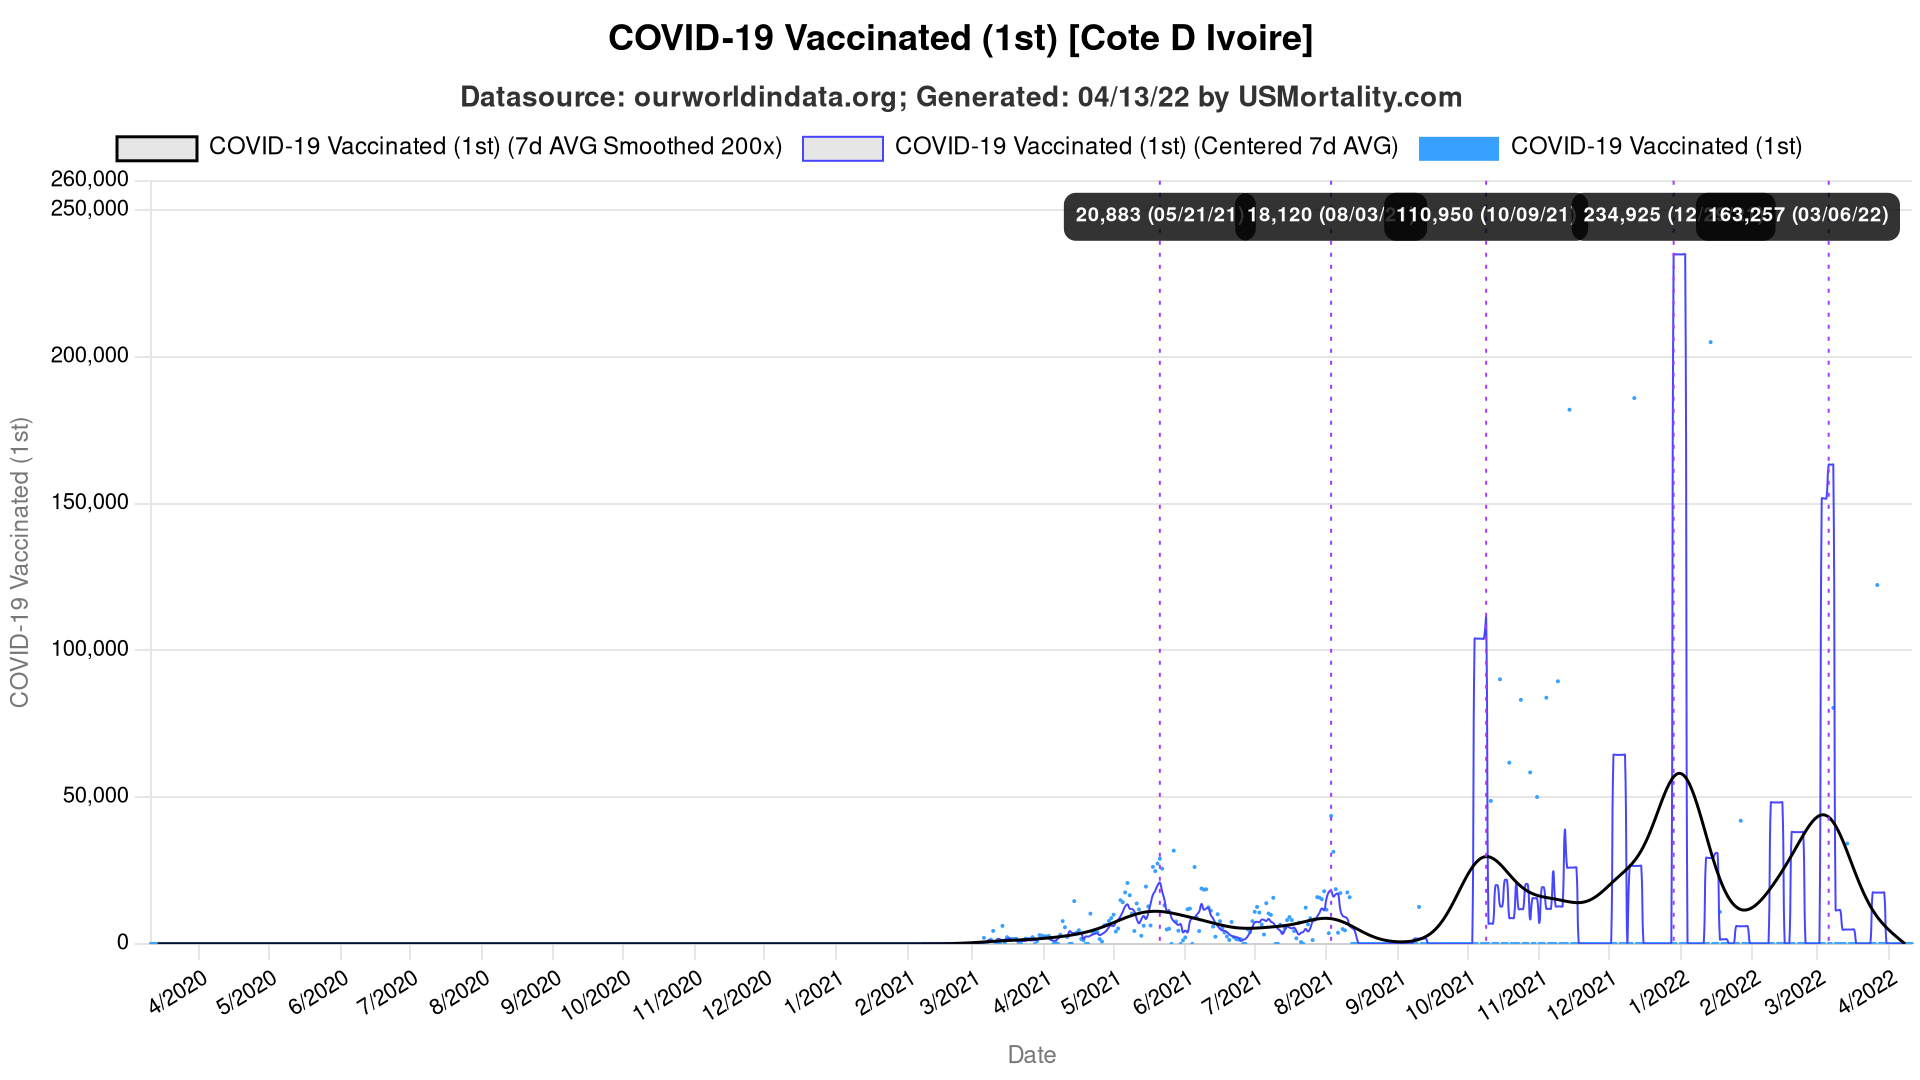 COVID-19 Vaccinated (1st) [Cote D Ivoire]
Datasource: ourworldindata.org; Generated: 04/13/22 by USMortality.com
COVID-19 Vaccinated (1st) (7d AVG Smoothed 200x) COVID-19 Vaccinated (1st) (Centered 7d AVG) COVID-19 Vaccinated (1st)
260,000
250,000
20,883 (05/21/21) 18,120 (08/03/ 110,950 (10/09/21) 234,925 (12/ 163,257 (03/06/22)
200,000
150,000
100,000
50,000
0
COVID-19 Vaccinated (1st)
4/2020 5/2020 6/2020 7/2020 8/2020 9/2020 10/2020 11/2020 12/2020 1/2021 2/2021 3/2021 4/2021 5/2021 6/2021 7/2021 8/2021 9/2021 10/2021 11/2021 12/2021 1/2022 2/2022 3/2022 4/2022
Date